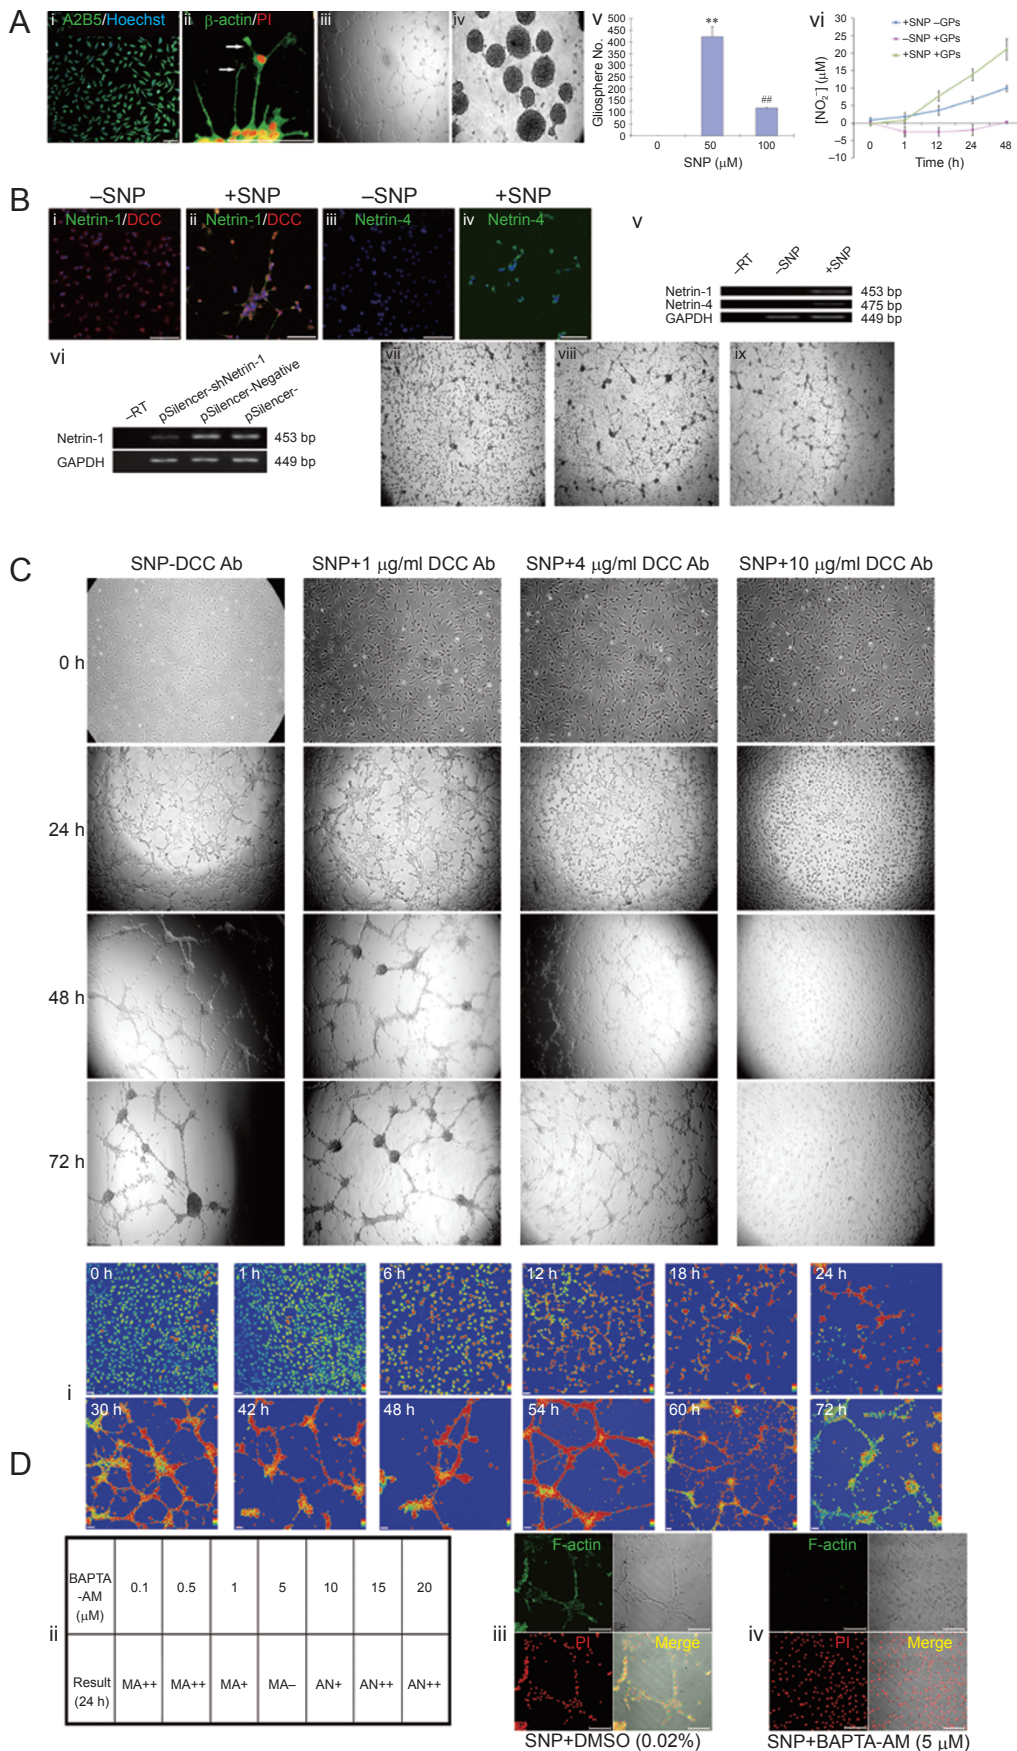 A
i A2B5/Hoechst
ii β-actin/PI
iii
iv
v
Gliosphere No.
500
450
400
350
300
250
200
150
100
50
0
**
##
0 50 100
SNP (μM)
vi
+SNP –GPs
–SNP +GPs
+SNP +GPs
[NO₂⁻] (μM)
30
25
20
15
10
5
0
–5
–10
0 1 12 24 48
Time (h)
B
–SNP +SNP –SNP +SNP
i Netrin-1/DCC
ii Netrin-1/DCC
iii Netrin-4
iv Netrin-4
v
–RT –SNP +SNP
Netrin-1 453 bp
Netrin-4 475 bp
GAPDH 449 bp
vi
–RT pSilencer-shNetrin-1 pSilencer-Negative pSilencer-
Netrin-1 453 bp
GAPDH 449 bp
vii
viii
ix
C
SNP-DCC Ab SNP+1 μg/ml DCC Ab SNP+4 μg/ml DCC Ab SNP+10 μg/ml DCC Ab
0 h
24 h
48 h
72 h
D
i
0 h 1 h 6 h 12 h 18 h 24 h
30 h 42 h 48 h 54 h 60 h 72 h
ii
BAPTA
-AM
(μM)
0.1 0.5 1 5 10 15 20
Result
(24 h)
MA++ MA++ MA+ MA– AN+ AN++ AN++
iii
F-actin
PI
Merge
SNP+DMSO (0.02%)
iv
F-actin
PI
Merge
SNP+BAPTA-AM (5 μM)